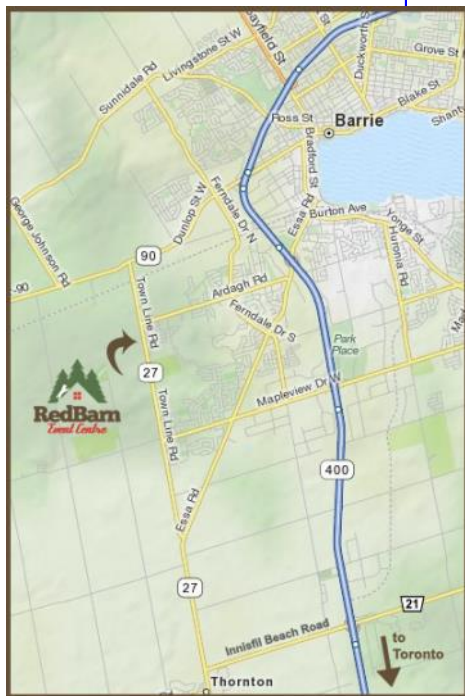 Bayfield St
Duckworth St
Livingstone St W
Grove St
Sunnidale Rd
Blake St
Ross St
Barrie
Bradford St
Ferndale Dr N
Dunlop St W
Essa Rd
Burton Ave
Yonge St
George Johnson Rd
Huronia Rd
90
90
Ardagh Rd
Town Line Rd
Ferndale Dr S
Park
Place
27
RedBarn
Event Centre
Mapleview Dr W
Town Line Rd
400
Essa Rd
27
21
Innisfil Beach Road
to
Toronto
Thornton